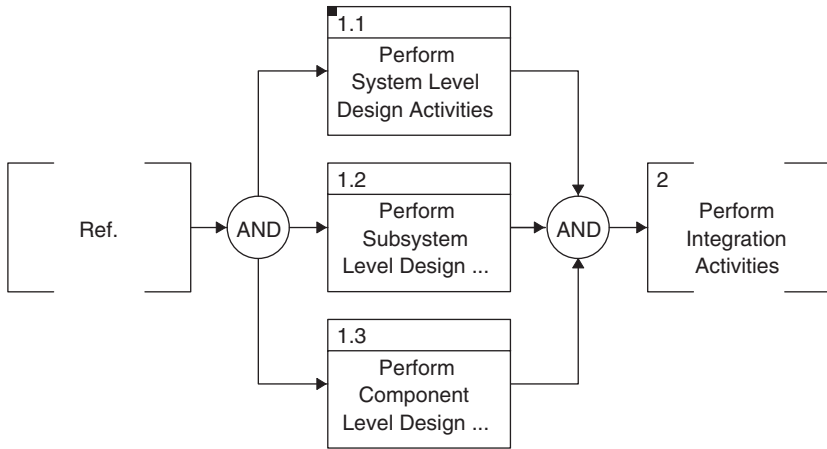 1.1
Perform
System Level
Design Activities
Ref.
AND
1.2
Perform
Subsystem
Level Design ...
AND
2
Perform
Integration
Activities
1.3
Perform
Component
Level Design ...